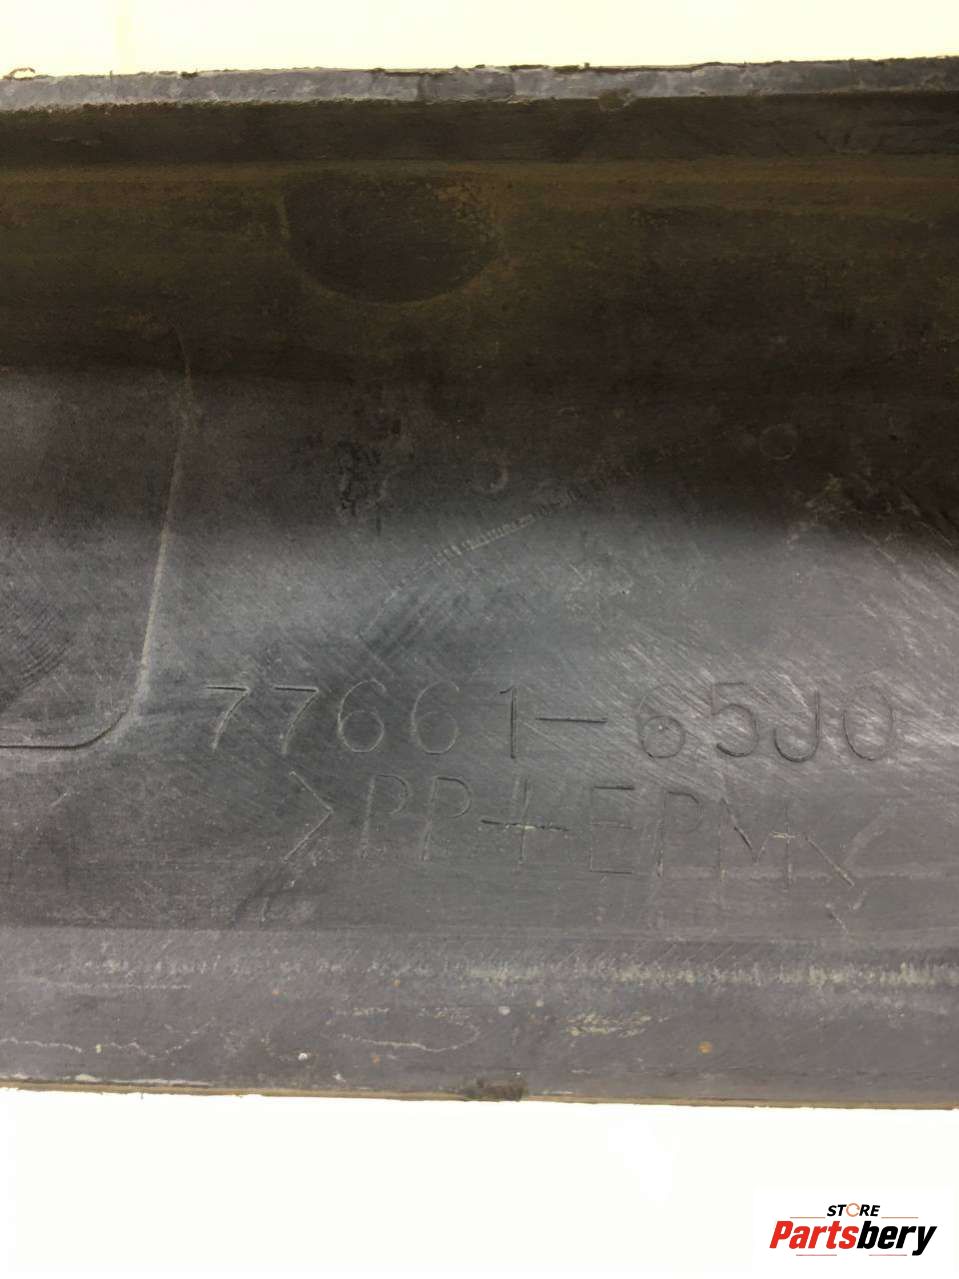 77661-65J0
>PP+EPM<
STORE
Partsbery